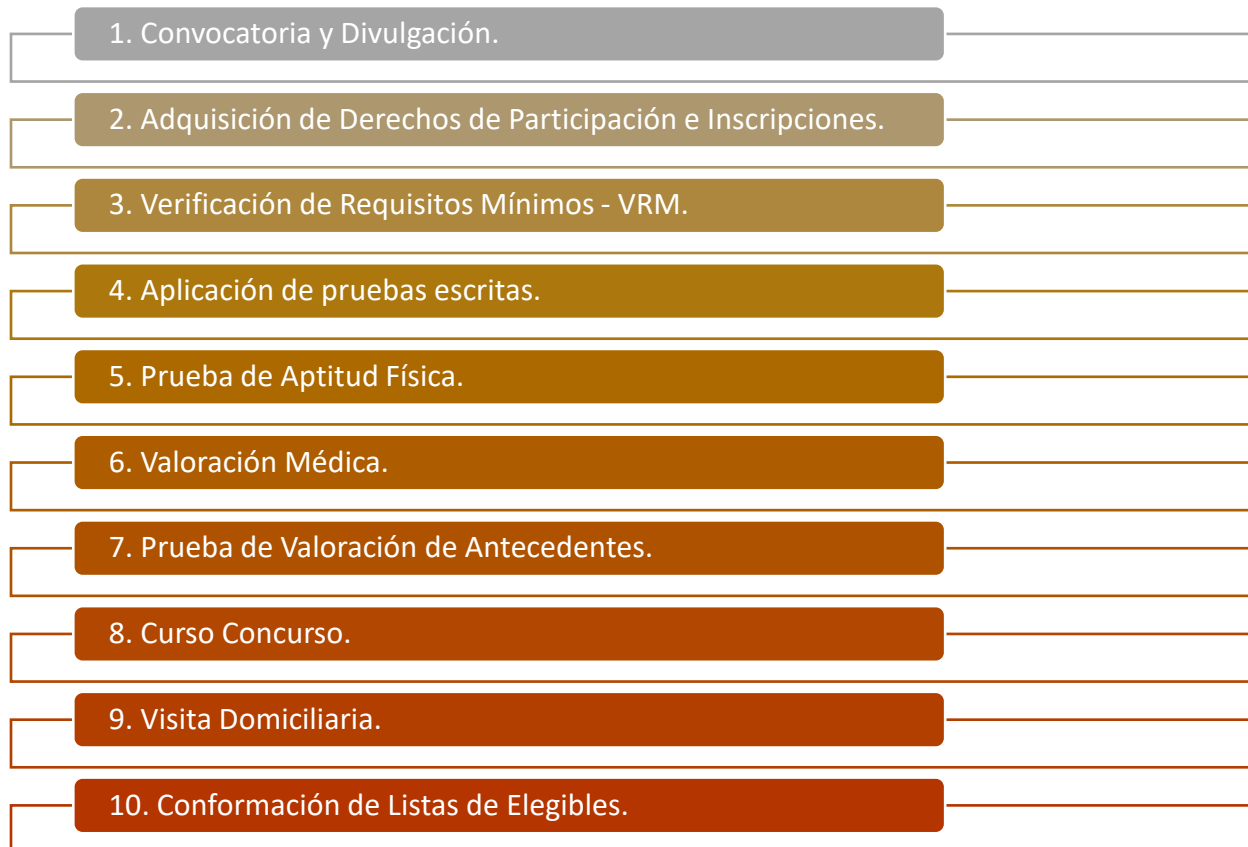 1. Convocatoria y Divulgación.
2. Adquisición de Derechos de Participación e Inscripciones.
3. Verificación de Requisitos Mínimos - VRM.
4. Aplicación de pruebas escritas.
5. Prueba de Aptitud Física.
6. Valoración Médica.
7. Prueba de Valoración de Antecedentes.
8. Curso Concurso.
9. Visita Domiciliaria.
10. Conformación de Listas de Elegibles.